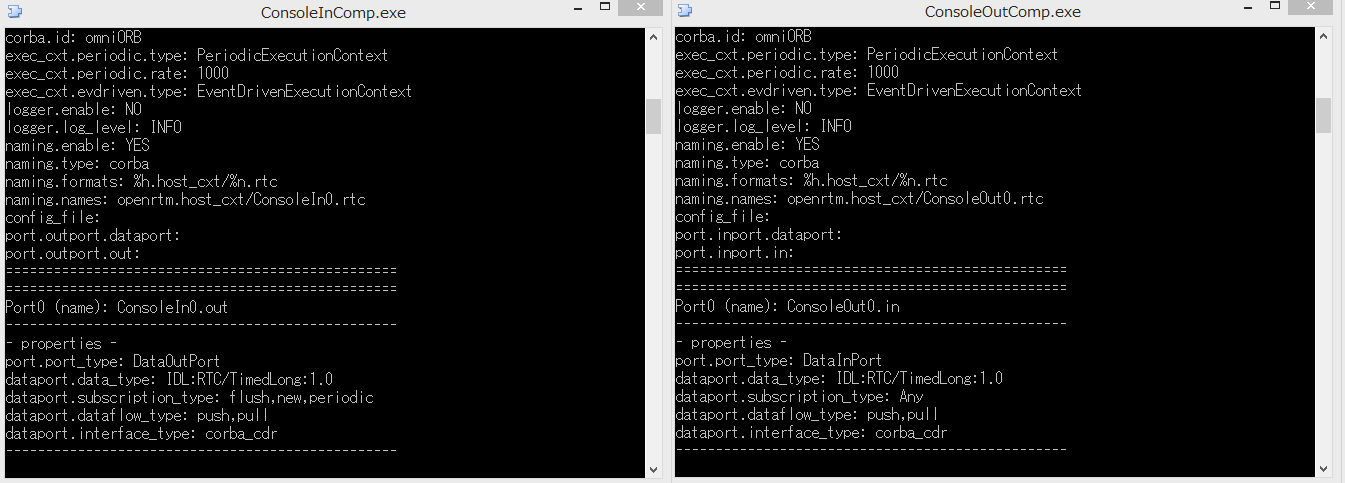 ConsoleInComp.exe
corba.id: omniORB
exec_cxt.periodic.type: PeriodicExecutionContext
exec_cxt.periodic.rate: 1000
exec_cxt.evdriven.type: EventDrivenExecutionContext
logger.enable: NO
logger.log_level: INFO
naming.enable: YES
naming.type: corba
naming.formats: %h.host_cxt/%n.rtc
naming.names: openrtm.host_cxt/ConsoleIn0.rtc
config_file:
port.outport.dataport:
port.outport.out:
=================================================
=================================================
Port0 (name): ConsoleIn0.out
-------------------------------------------------
- properties -
port.port_type: DataOutPort
dataport.data_type: IDL:RTC/TimedLong:1.0
dataport.subscription_type: flush,new,periodic
dataport.dataflow_type: push,pull
dataport.interface_type: corba_cdr
-------------------------------------------------
ConsoleOutComp.exe
corba.id: omniORB
exec_cxt.periodic.type: PeriodicExecutionContext
exec_cxt.periodic.rate: 1000
exec_cxt.evdriven.type: EventDrivenExecutionContext
logger.enable: NO
logger.log_level: INFO
naming.enable: YES
naming.type: corba
naming.formats: %h.host_cxt/%n.rtc
naming.names: openrtm.host_cxt/ConsoleOut0.rtc
config_file:
port.inport.dataport:
port.inport.in:
=================================================
=================================================
Port0 (name): ConsoleOut0.in
-------------------------------------------------
- properties -
port.port_type: DataInPort
dataport.data_type: IDL:RTC/TimedLong:1.0
dataport.subscription_type: Any
dataport.dataflow_type: push,pull
dataport.interface_type: corba_cdr
-------------------------------------------------